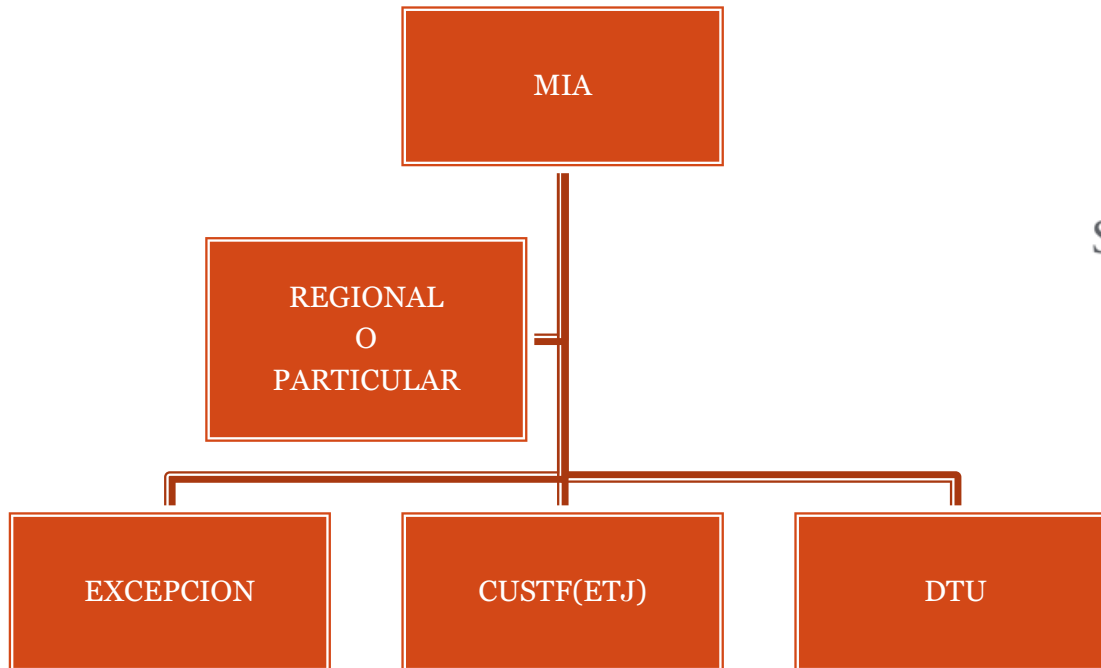 MIA
REGIONAL
O
PARTICULAR
EXCEPCION
CUSTF(ETJ)
DTU